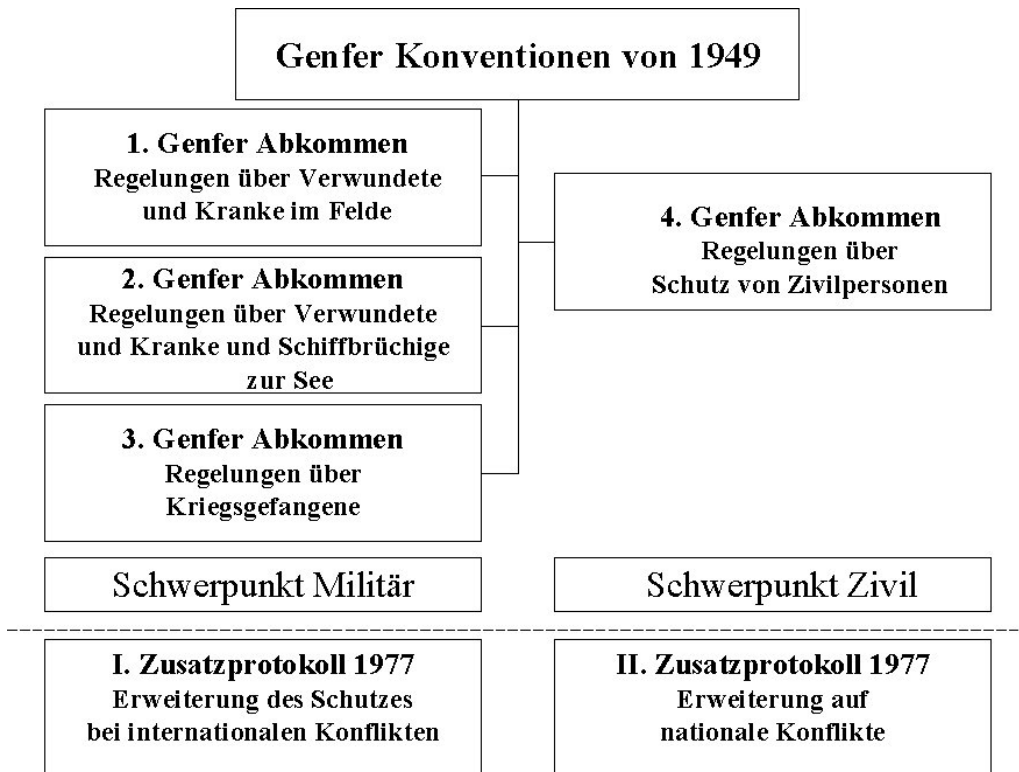 Genfer Konventionen von 1949
1. Genfer Abkommen
Regelungen über Verwundete
und Kranke im Felde
2. Genfer Abkommen
Regelungen über Verwundete
und Kranke und Schiffbrüchige
zur See
3. Genfer Abkommen
Regelungen über
Kriegsgefangene
4. Genfer Abkommen
Regelungen über
Schutz von Zivilpersonen
Schwerpunkt Militär
Schwerpunkt Zivil
I. Zusatzprotokoll 1977
Erweiterung des Schutzes
bei internationalen Konflikten
II. Zusatzprotokoll 1977
Erweiterung auf
nationale Konflikte